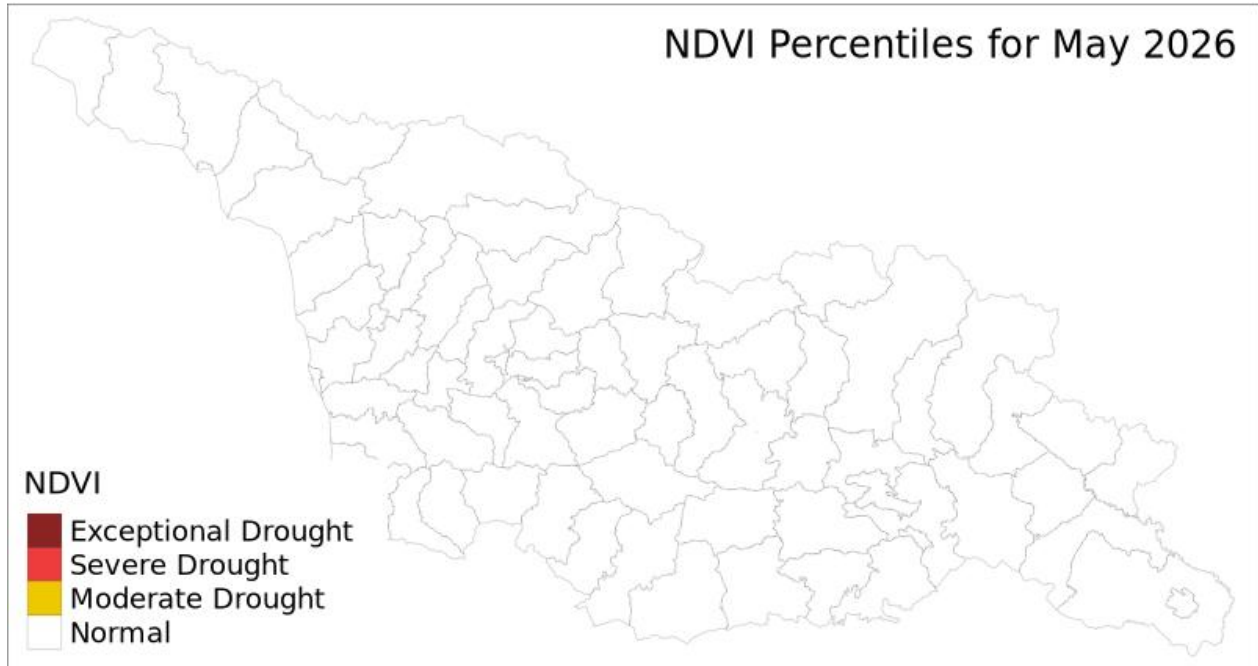 NDVI Percentiles for May 2026
NDVI
Exceptional Drought
Severe Drought
Moderate Drought
Normal